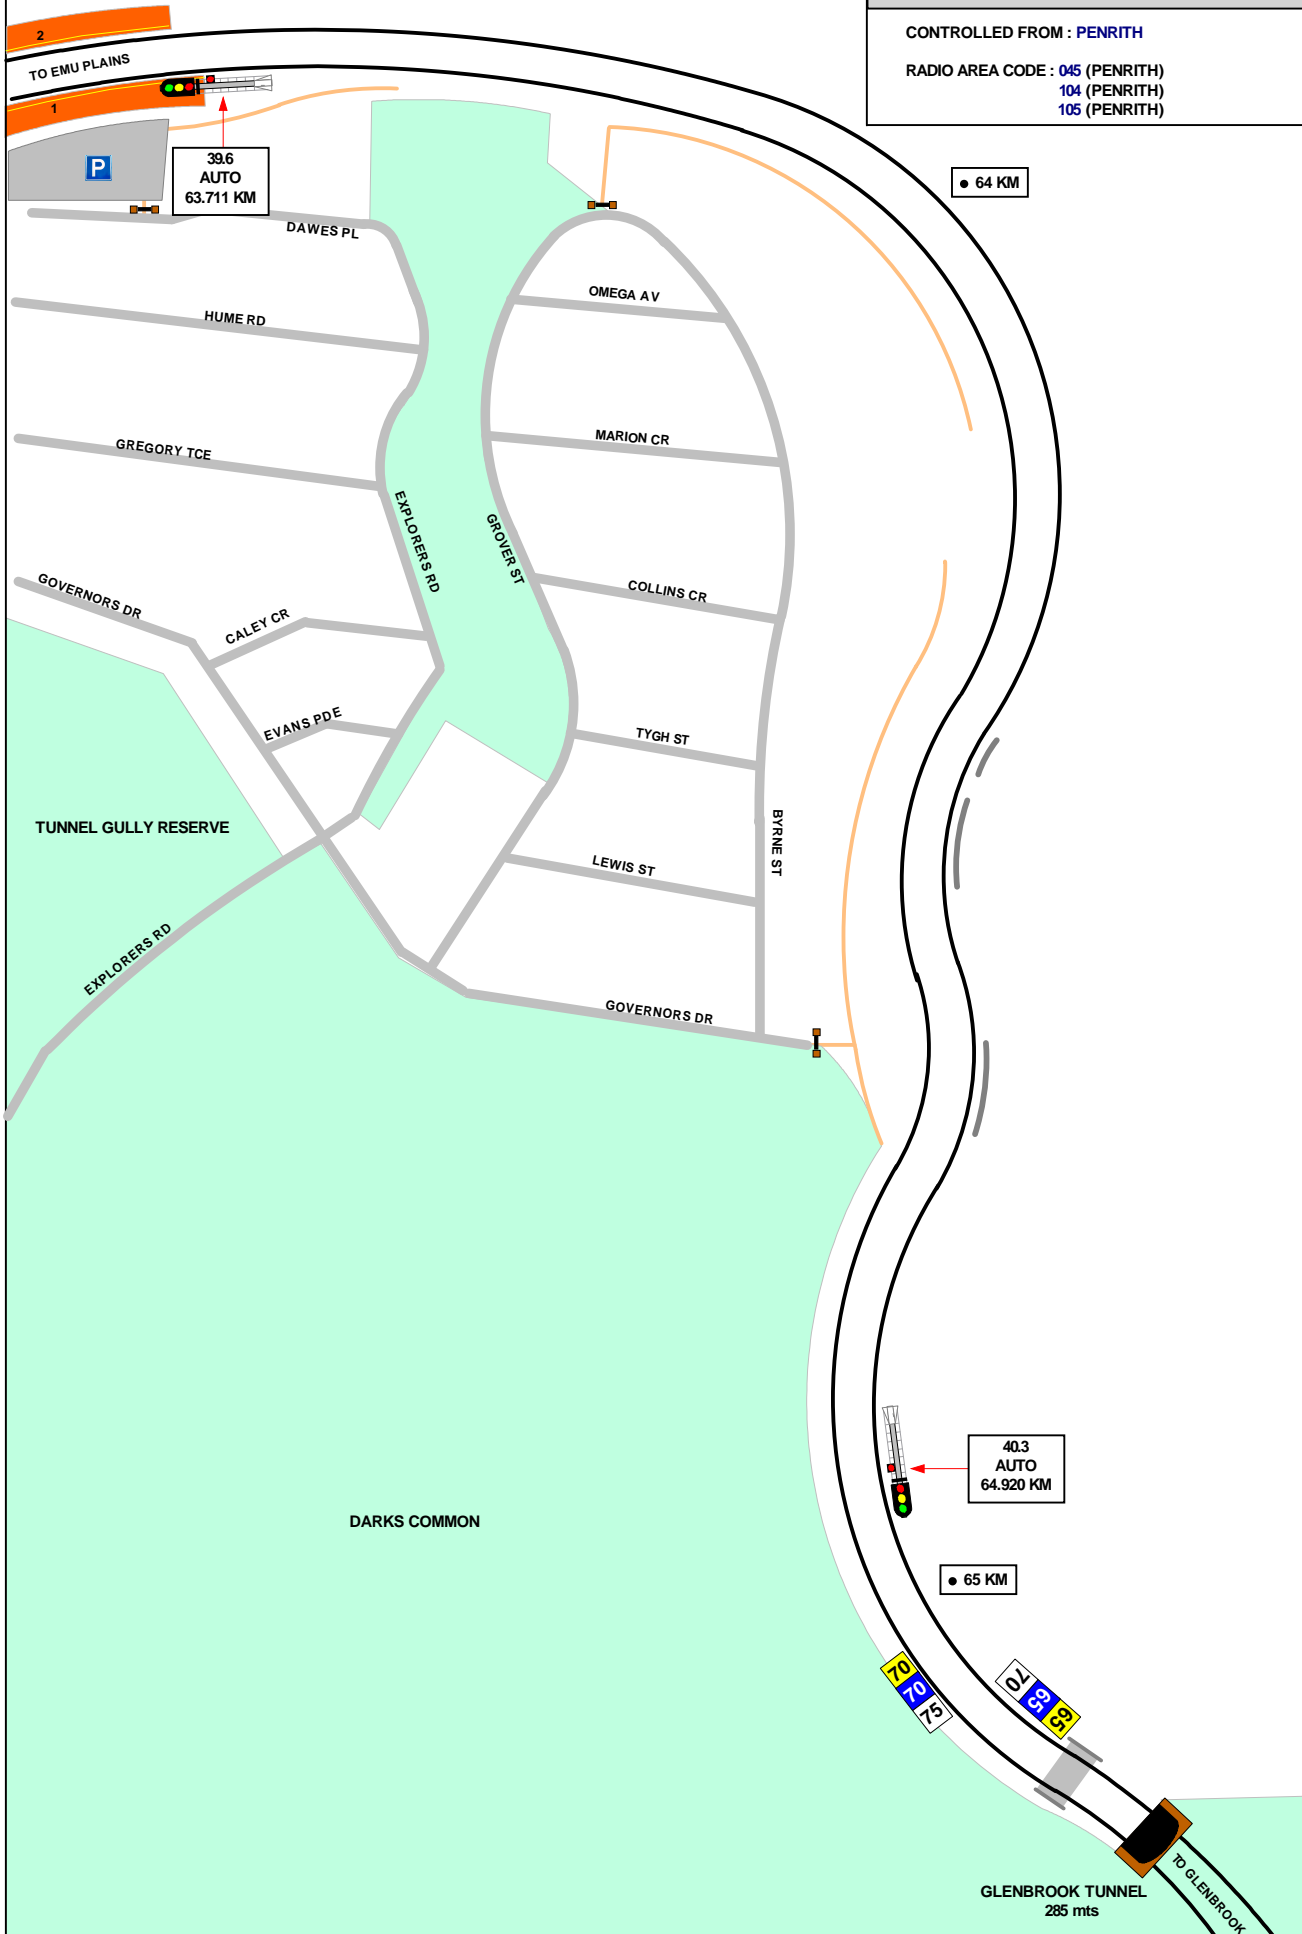 CONTROLLED FROM : PENRITH
RADIO AREA CODE : 045 (PENRITH)
104 (PENRITH)
105 (PENRITH)
2
TO EMU PLAINS
1
P
39.6
AUTO
63.711 KM
64 KM
DAWES PL
HUME RD
OMEGA AV
GREGORY TCE
MARION CR
EXPLORERS RD
GROVER ST
GOVERNORS DR
CALEY CR
COLLINS CR
EVANS PDE
TYGH ST
TUNNEL GULLY RESERVE
BYRNE ST
LEWIS ST
EXPLORERS RD
GOVERNORS DR
40.3
AUTO
64.920 KM
DARKS COMMON
65 KM
70
70
75
70
65
65
GLENBROOK TUNNEL
285 mts
TO GLENBROOK